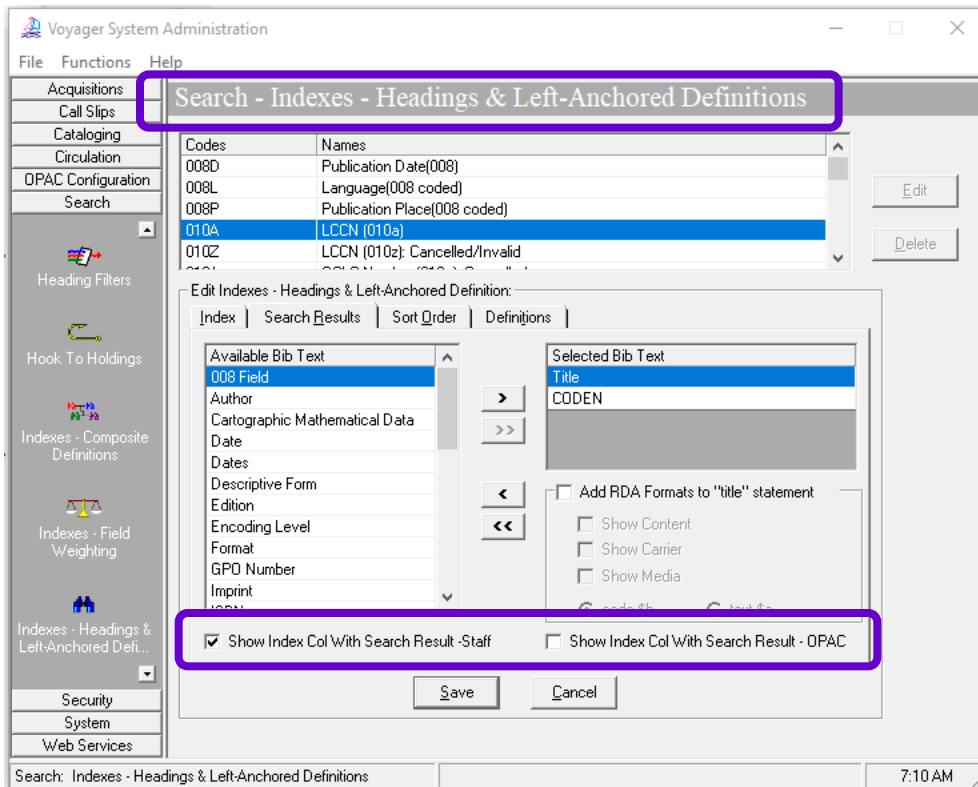 Voyager System Administration
File Functions Help
Acquisitions
Call Slips
Cataloging
Circulation
OPAC Configuration
Search
Heading Filters
Hook To Holdings
Indexes - Composite
Definitions
Indexes - Field
Weighting
Indexes - Headings &
Left-Anchored Defi...
Security
System
Web Services
Search - Indexes - Headings & Left-Anchored Definitions
Codes Names
008D Publication Date(008)
008L Language(008 coded)
008P Publication Place(008 coded)
010A LCCN (010a)
010Z LCCN (010z): Cancelled/Invalid
Edit
Delete
Edit Indexes - Headings & Left-Anchored Definition:
Index Search Results Sort Order Definitions
Available Bib Text
008 Field
Author
Cartographic Mathematical Data
Date
Dates
Descriptive Form
Edition
Encoding Level
Format
GPO Number
Imprint
>
>>
<
<<
Selected Bib Text
Title
CODEN
Add RDA Formats to "title" statement
Show Content
Show Carrier
Show Media
Show Index Col With Search Result -Staff Show Index Col With Search Result - OPAC
Save Cancel
Search: Indexes - Headings & Left-Anchored Definitions 7:10 AM